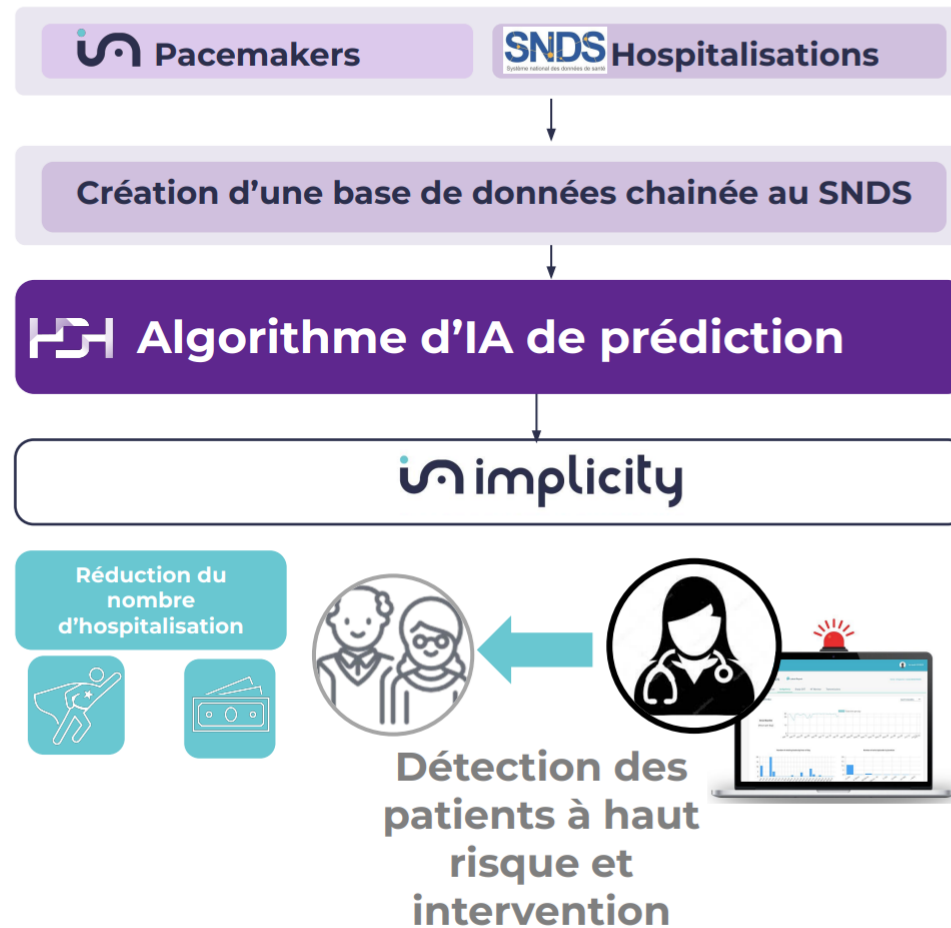 Pacemakers
SNDS
Système national des données de santé
Hospitalisations
Création d'une base de données chainée au SNDS
Algorithme d'IA de prédiction
implicity
Réduction du
nombre
d'hospitalisation
Détection des
patients à haut
risque et
intervention